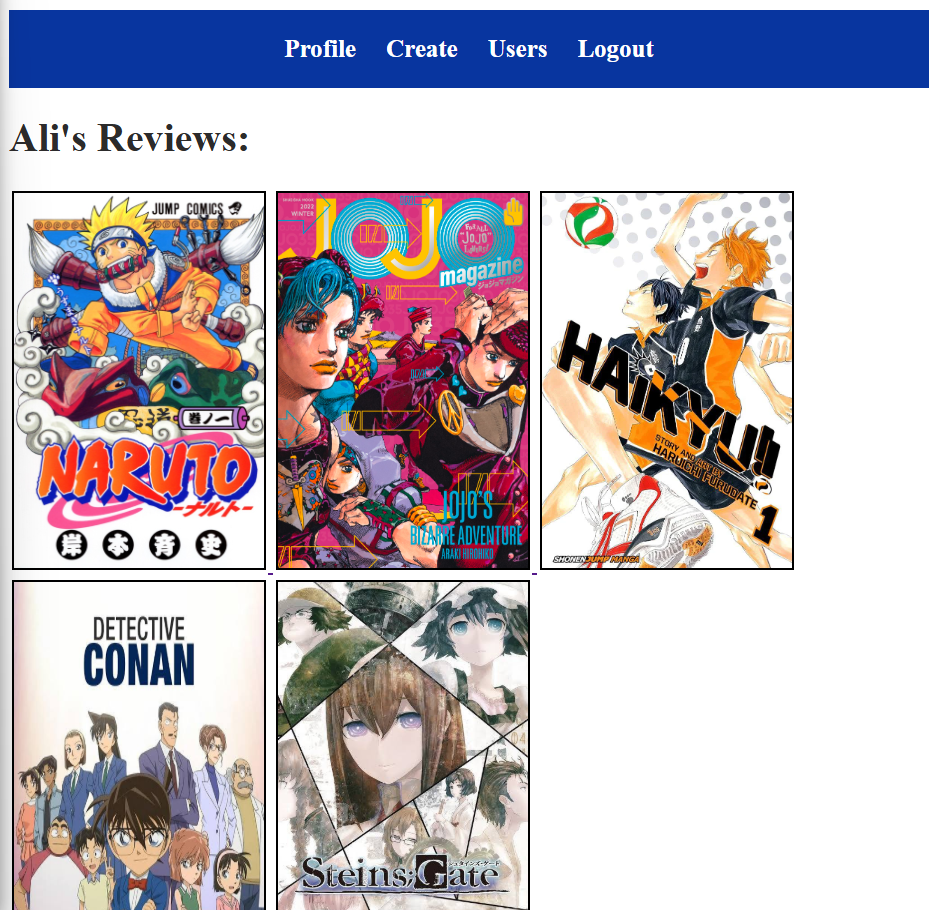 Profile Create Users Logout
Ali's Reviews:
JUMP COMICS
巻ノ一
NARUTO
-ナルト-
岸本斉史
2023
WINTER
JOJO
FOR ALL
"JOJO"
LOVERS!
magazine
ジョジョマガジン
JOJO'S
BIZARRE ADVENTURE
ARAKI HIROHIKO
HAIKYU!!
STORY AND ART BY
HARUICHI FURUDATE
1
SHONEN JUMP MANGA
DETECTIVE
CONAN
シュタインズ・ゲート
Steins;Gate